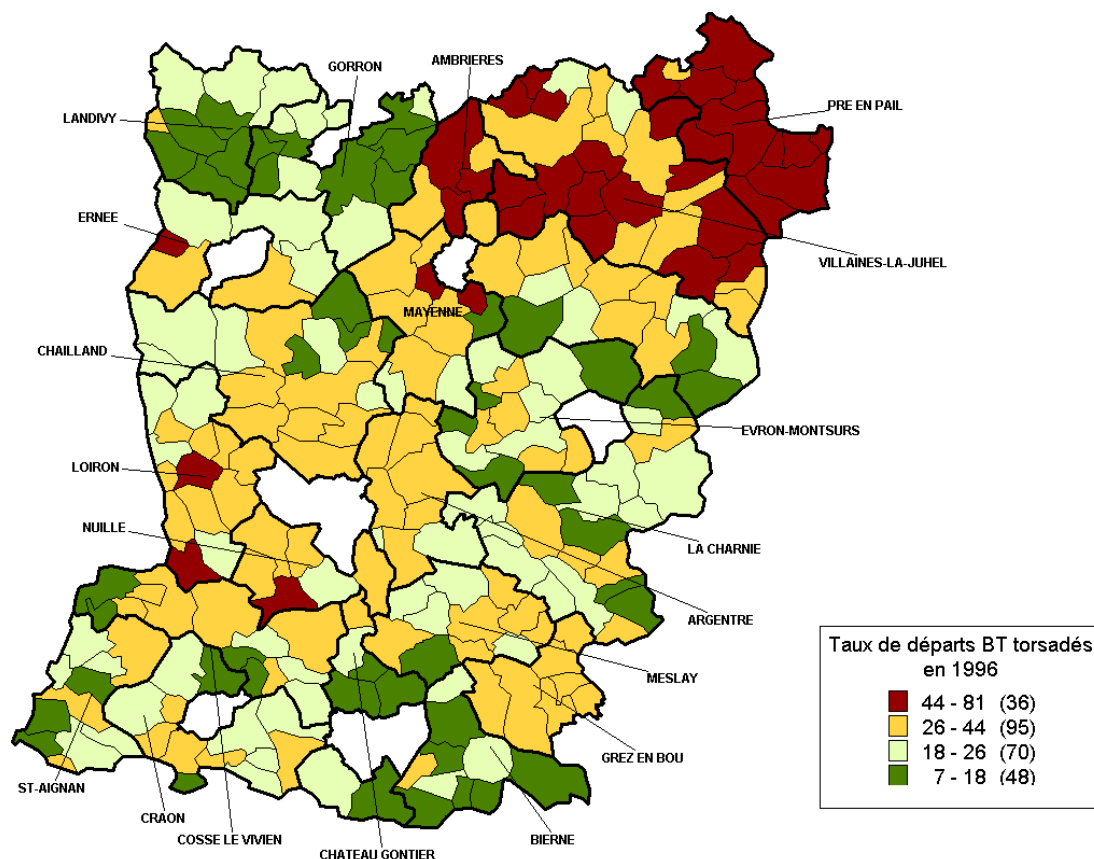 GORRON
AMBRIERES
LANDIVY
PRE EN PAIL
ERNEE
VILLAINES-LA-JUHEL
MAYENNE
CHAILLAND
EVRON-MONTSURS
LOIRON
NUILLE
LA CHARNIE
ARGENTRE
MESLAY
GREZ EN BOU
ST-AIGNAN
CRAON
COSSE LE VIVIEN
CHATEAU GONTIER
BIERNE
Taux de départs BT torsadés
en 1996
44 - 81 (36)
26 - 44 (95)
18 - 26 (70)
7 - 18 (48)